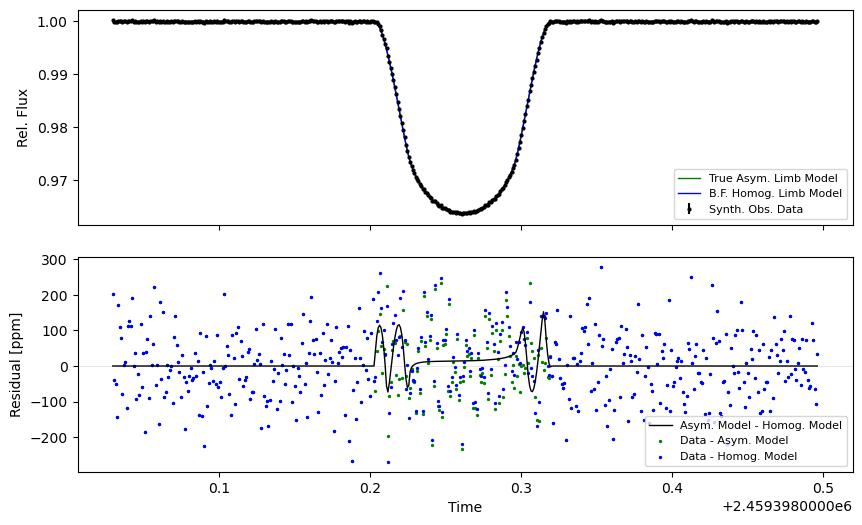 1.00
0.99
0.98
0.97
Rel. Flux
True Asym. Limb Model
B.F. Homog. Limb Model
Synth. Obs. Data
300
200
100
0
−100
−200
Residual [ppm]
Asym. Model - Homog. Model
Data - Asym. Model
Data - Homog. Model
0.1
0.2
0.3
0.4
0.5
Time
+2.4593980000e6